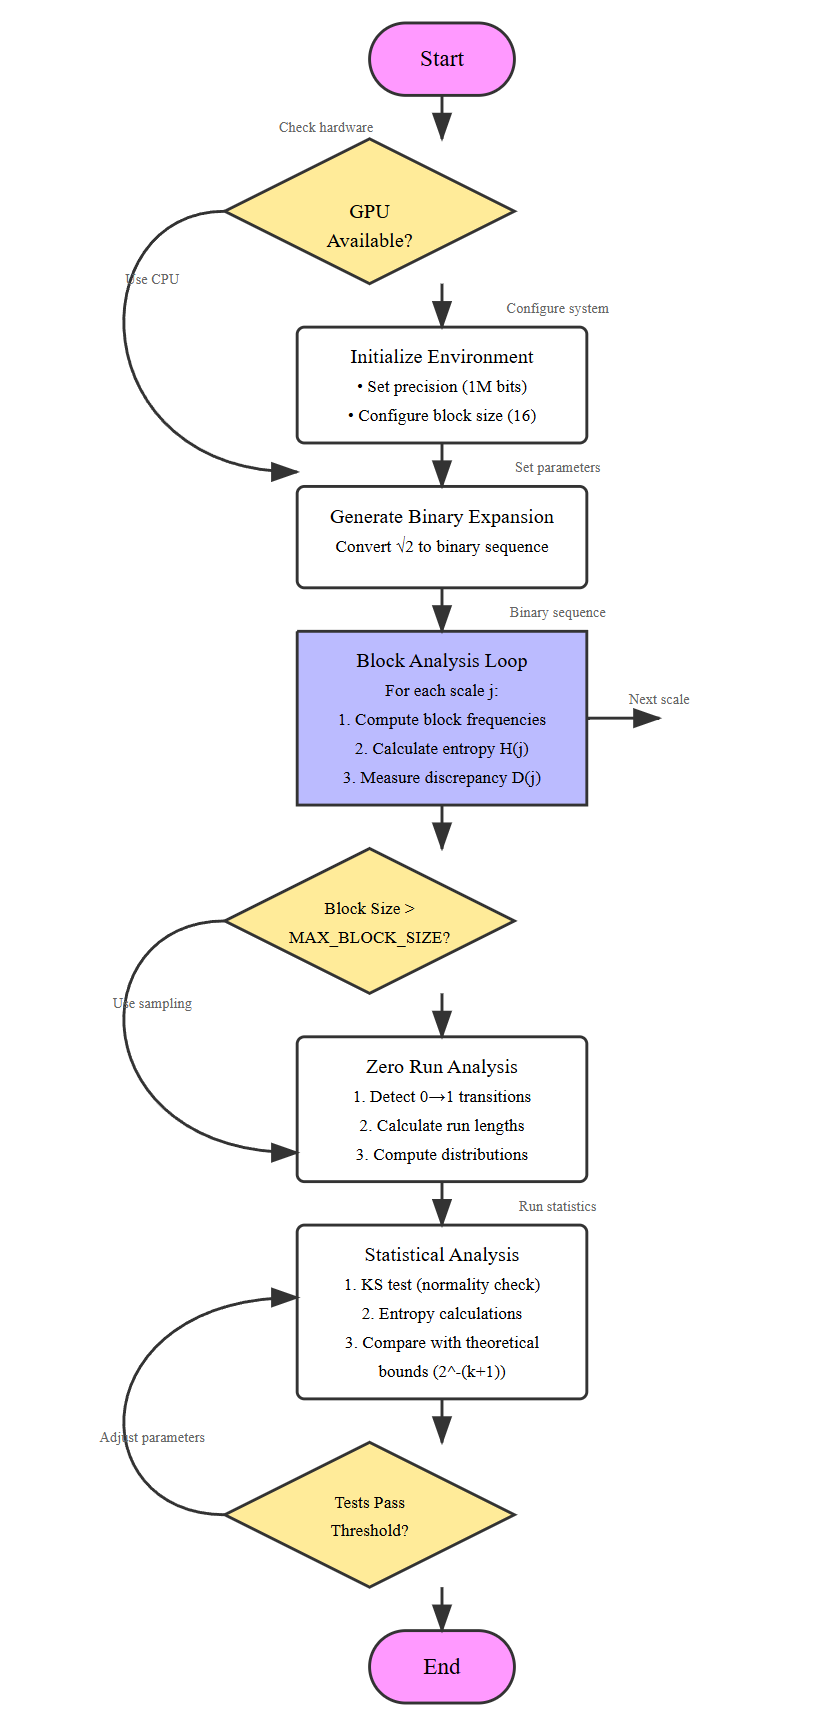 Start
Check hardware
GPU
Available?
Use CPU
Configure system
Initialize Environment
• Set precision (1M bits)
• Configure block size (16)
Set parameters
Generate Binary Expansion
Convert √2 to binary sequence
Binary sequence
Block Analysis Loop
For each scale j:
1. Compute block frequencies
2. Calculate entropy H(j)
3. Measure discrepancy D(j)
Next scale
Block Size >
MAX_BLOCK_SIZE?
Use sampling
Zero Run Analysis
1. Detect 0→1 transitions
2. Calculate run lengths
3. Compute distributions
Run statistics
Statistical Analysis
1. KS test (normality check)
2. Entropy calculations
3. Compare with theoretical
bounds (2^-(k+1))
Adjust parameters
Tests Pass
Threshold?
End